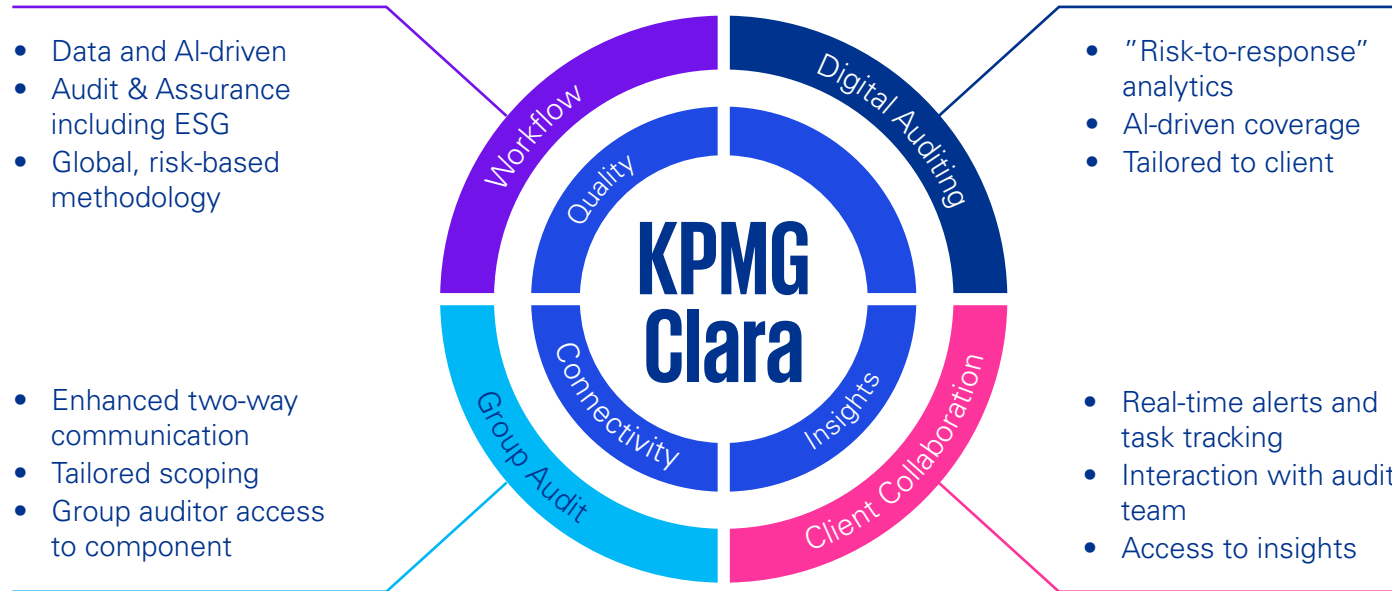 • Data and AI-driven
• Audit & Assurance
including ESG
• Global, risk-based
methodology
Workflow
Digital Auditing
• ”Risk-to-response”
analytics
• AI-driven coverage
• Tailored to client
Quality
KPMG
Clara
Connectivity
Insights
Group Audit
Client Collaboration
• Enhanced two-way
communication
• Tailored scoping
• Group auditor access
to component
• Real-time alerts and
task tracking
• Interaction with audit
team
• Access to insights